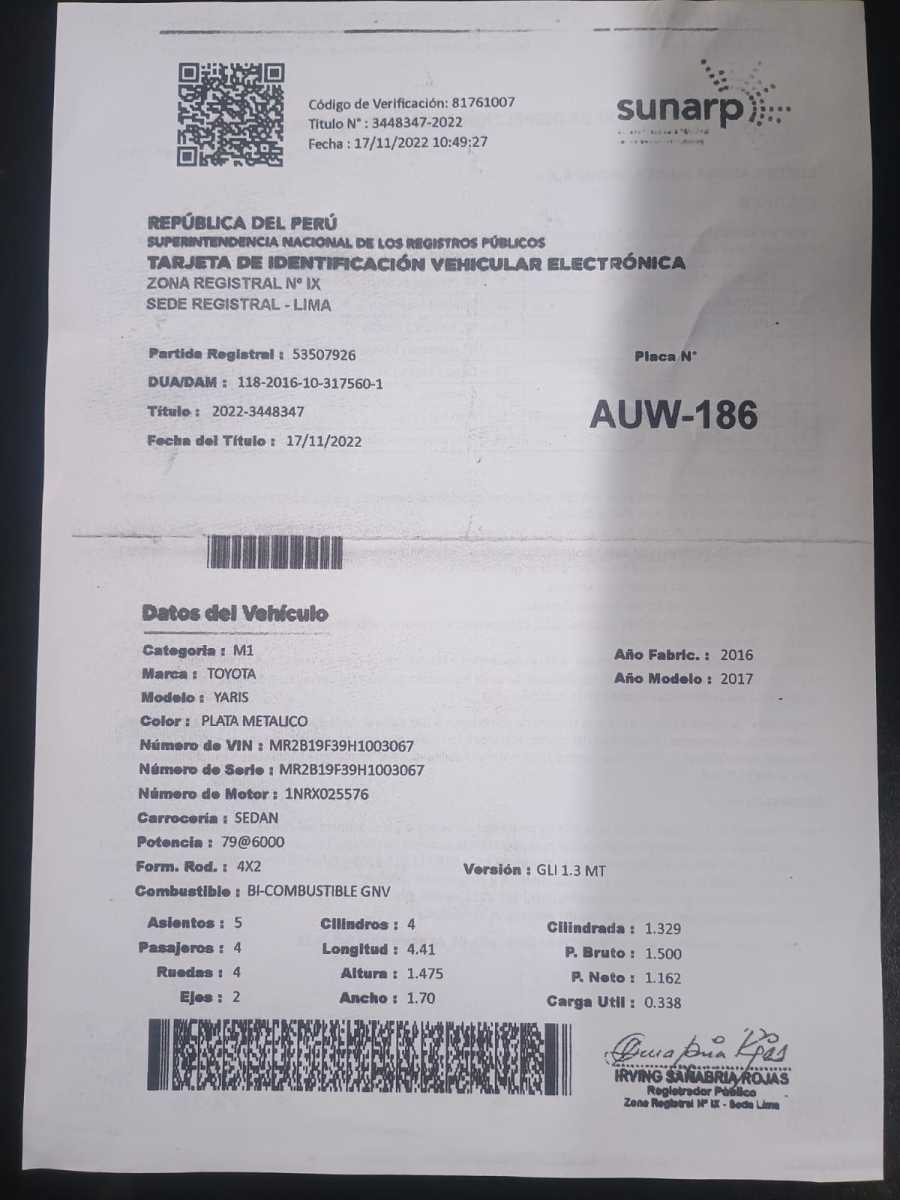 Código de Verificación: 81761007
Título N° : 3448347-2022
Fecha : 17/11/2022 10:49:27
sunarp
REPÚBLICA DEL PERÚ
SUPERINTENDENCIA NACIONAL DE LOS REGISTROS PÚBLICOS
TARJETA DE IDENTIFICACIÓN VEHICULAR ELECTRÓNICA
ZONA REGISTRAL N° IX
SEDE REGISTRAL - LIMA
Partida Registral : 53507926
Placa N°
DUA/DAM : 118-2016-10-317560-1
Título : 2022-3448347
AUW-186
Fecha del Título : 17/11/2022
Datos del Vehículo
Categoria : M1
Año Fabric. : 2016
Marca : TOYOTA
Año Modelo : 2017
Modelo : YARIS
Color : PLATA METALICO
Número de VIN : MR2B19F39H1003067
Número de Serie : MR2B19F39H1003067
Número de Motor : 1NRX025576
Carrocería : SEDAN
Potencia : 79@6000
Form. Rod. : 4X2
Versión : GLI 1.3 MT
Combustible : BI-COMBUSTIBLE GNV
Asientos : 5 Cilindros : 4 Cilindrada : 1.329
Pasajeros : 4 Longitud : 4.41 P. Bruto : 1.500
Ruedas : 4 Altura : 1.475 P. Neto : 1.162
Ejes : 2 Ancho : 1.70 Carga Util : 0.338
IRVING SAÑABRIA ROJAS
Registrador Público
Zona Registral N° IX - Sede Lima